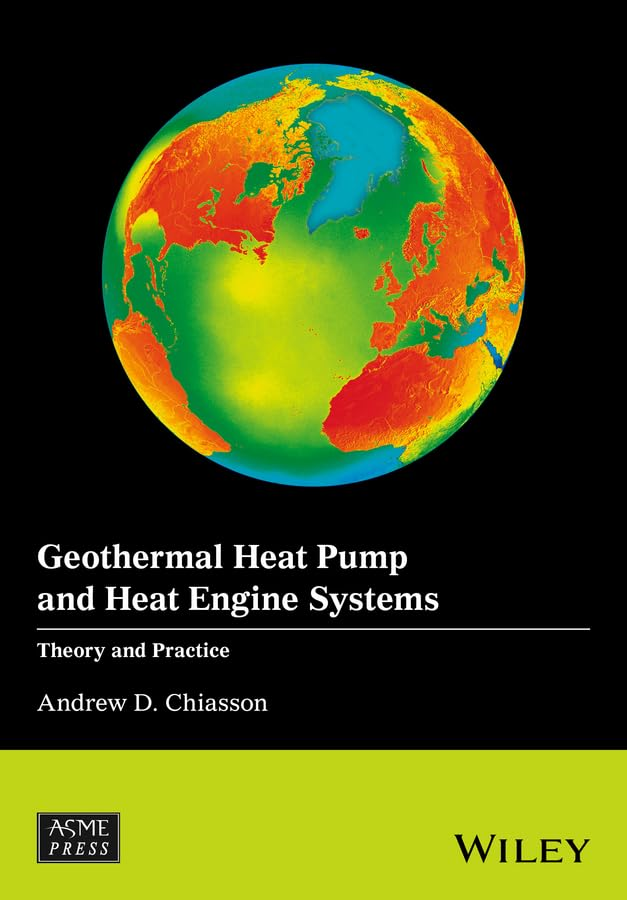 Geothermal Heat Pump
and Heat Engine Systems
Theory and Practice
Andrew D. Chiasson
ASME
PRESS
WILEY